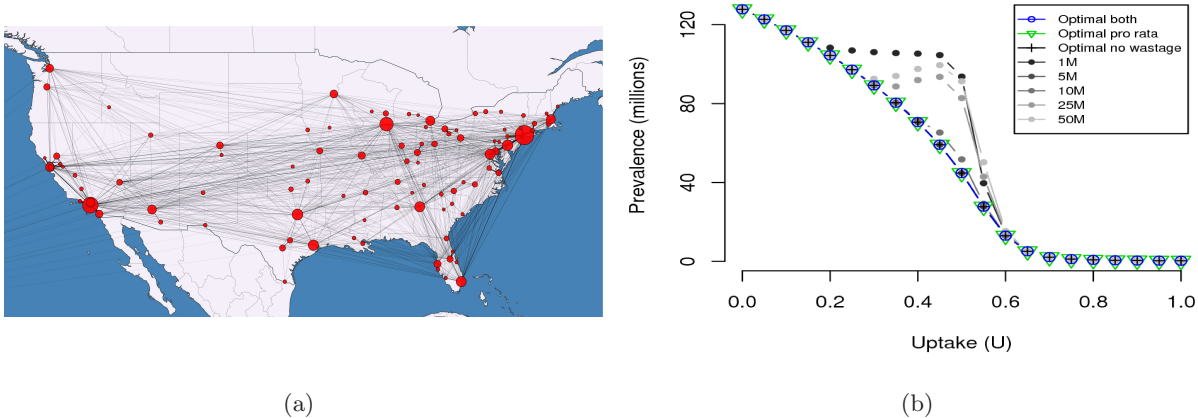 120
80
40
0
Prevalence (millions)
Optimal both
Optimal pro rata
Optimal no wastage
1M
5M
10M
25M
50M
0.0 0.2 0.4 0.6 0.8 1.0
Uptake (U)
(a)
(b)